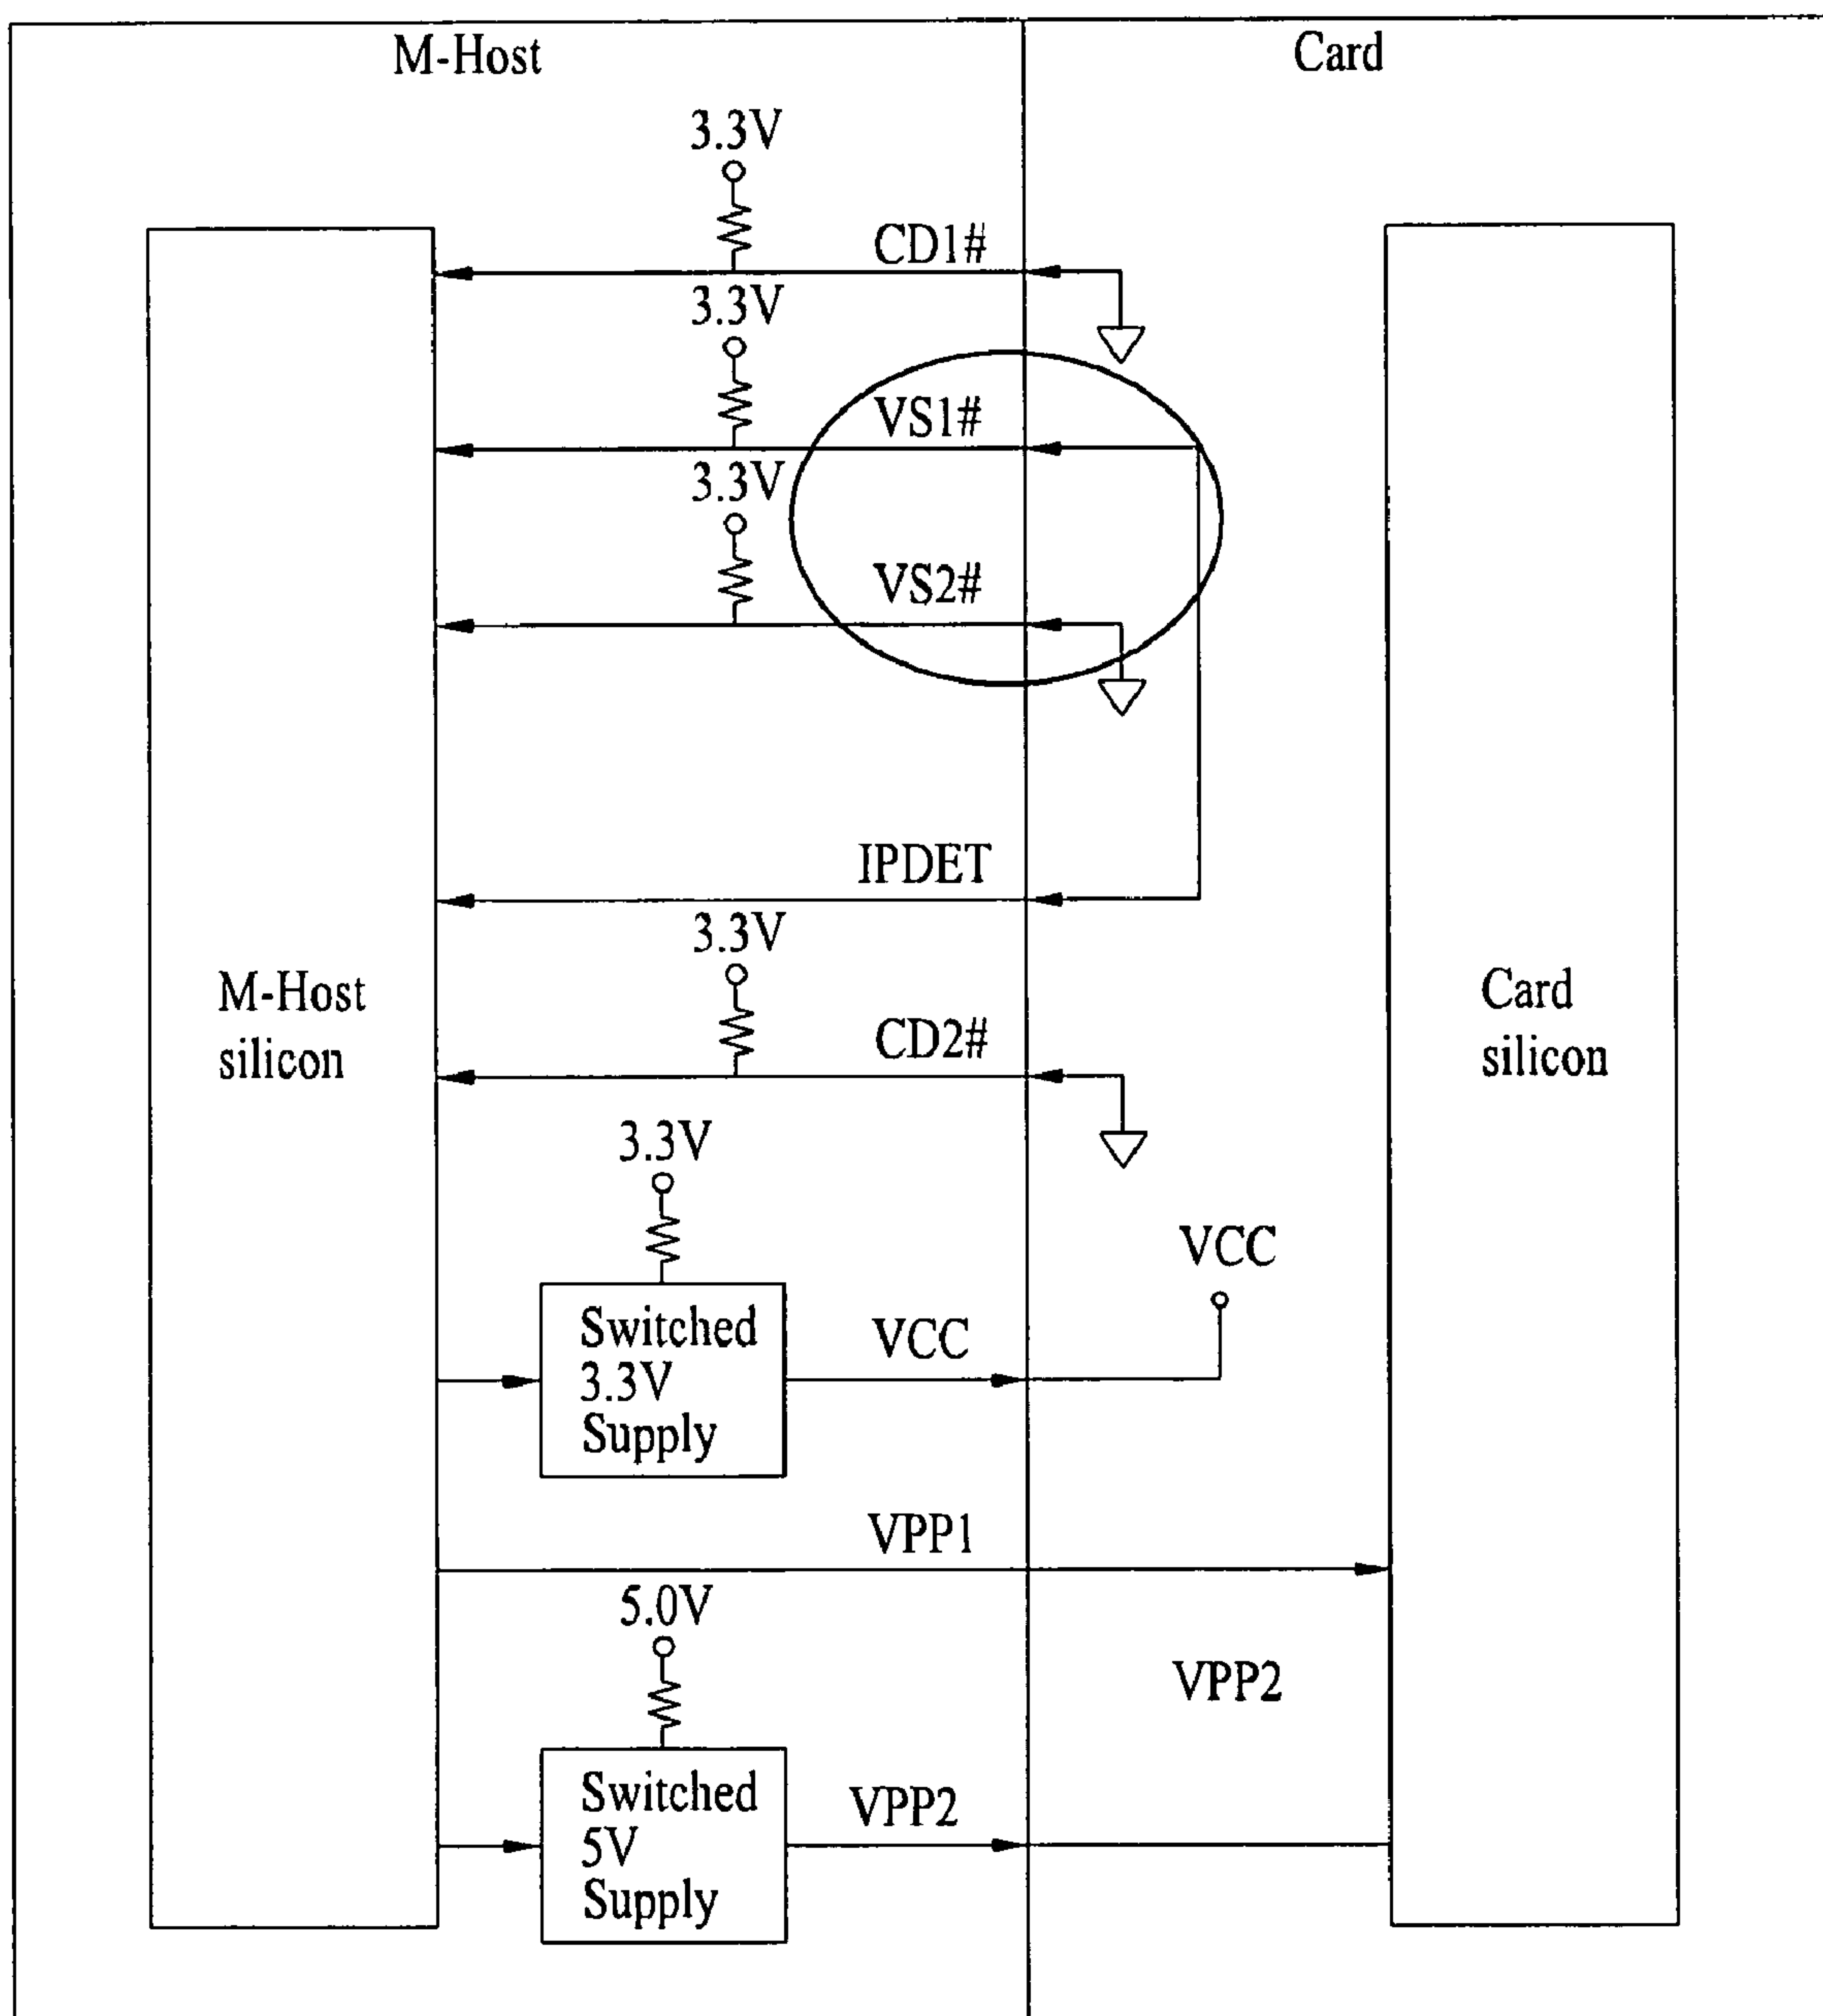 M-Host
Card
3.3V
CD1#
3.3V
VS1#
3.3V
VS2#
IPDET
3.3V
M-Host
silicon
Card
silicon
CD2#
3.3V
VCC
Switched
3.3V
Supply
VCC
VPP1
5.0V
VPP2
Switched
5V
Supply
VPP2